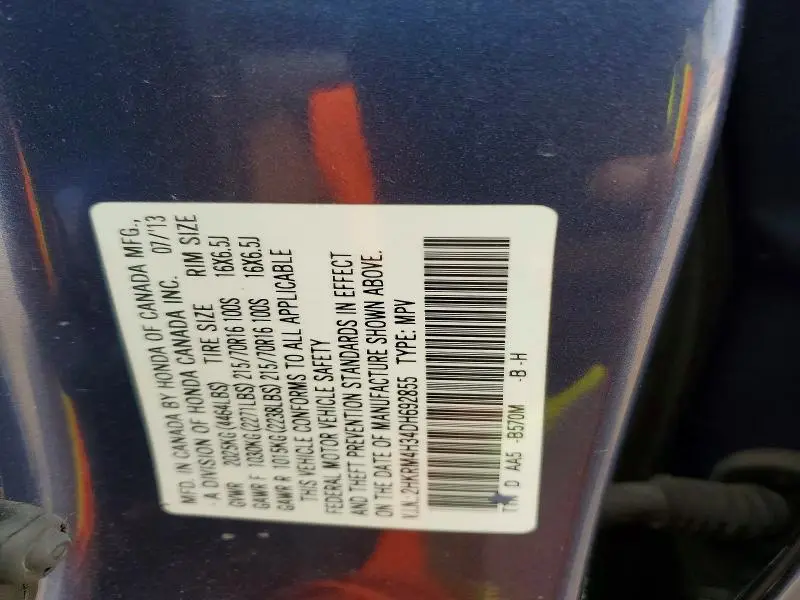 MFD. IN CANADA BY HONDA OF CANADA MFG.,
- A DIVISION OF HONDA CANADA INC. 07/13
GVWR 2025KG(4464LBS) TIRE SIZE RIM SIZE
GAWR F 1030KG(2271LBS) 215/70R16 100S 16X6.5J
GAWR R 1015KG(2238LBS) 215/70R16 100S 16X6.5J
THIS VEHICLE CONFORMS TO ALL APPLICABLE
FEDERAL MOTOR VEHICLE SAFETY
AND THEFT PREVENTION STANDARDS IN EFFECT
ON THE DATE OF MANUFACTURE SHOWN ABOVE.
V.I.N.:2HKRM4H34DH692855 TYPE: MPV
D AA5 -B570M -B-H